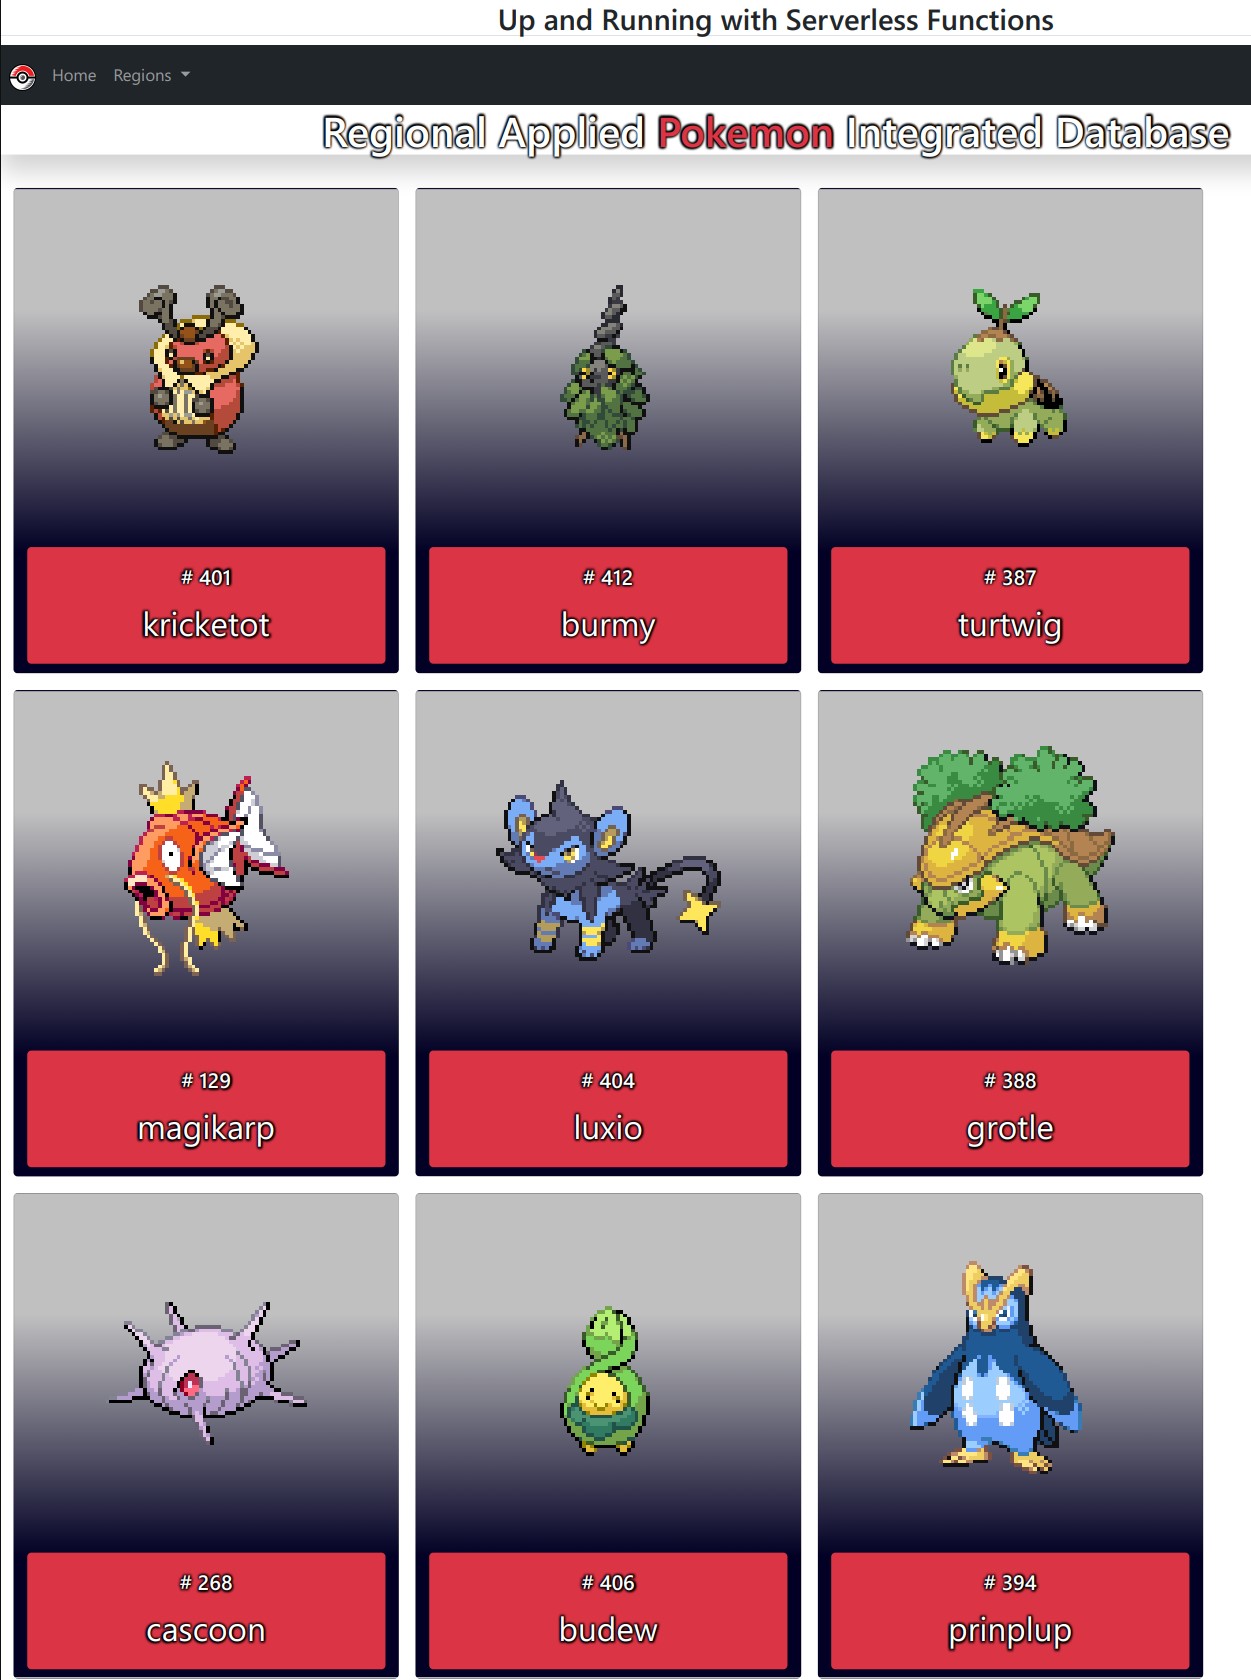 Up and Running with Serverless Functions
Home Regions
Regional Applied Pokemon Integrated Database
# 401
kricketot
# 412
burmy
# 387
turtwig
# 129
magikarp
# 404
luxio
# 388
grotle
# 268
cascoon
# 406
budew
# 394
prinplup